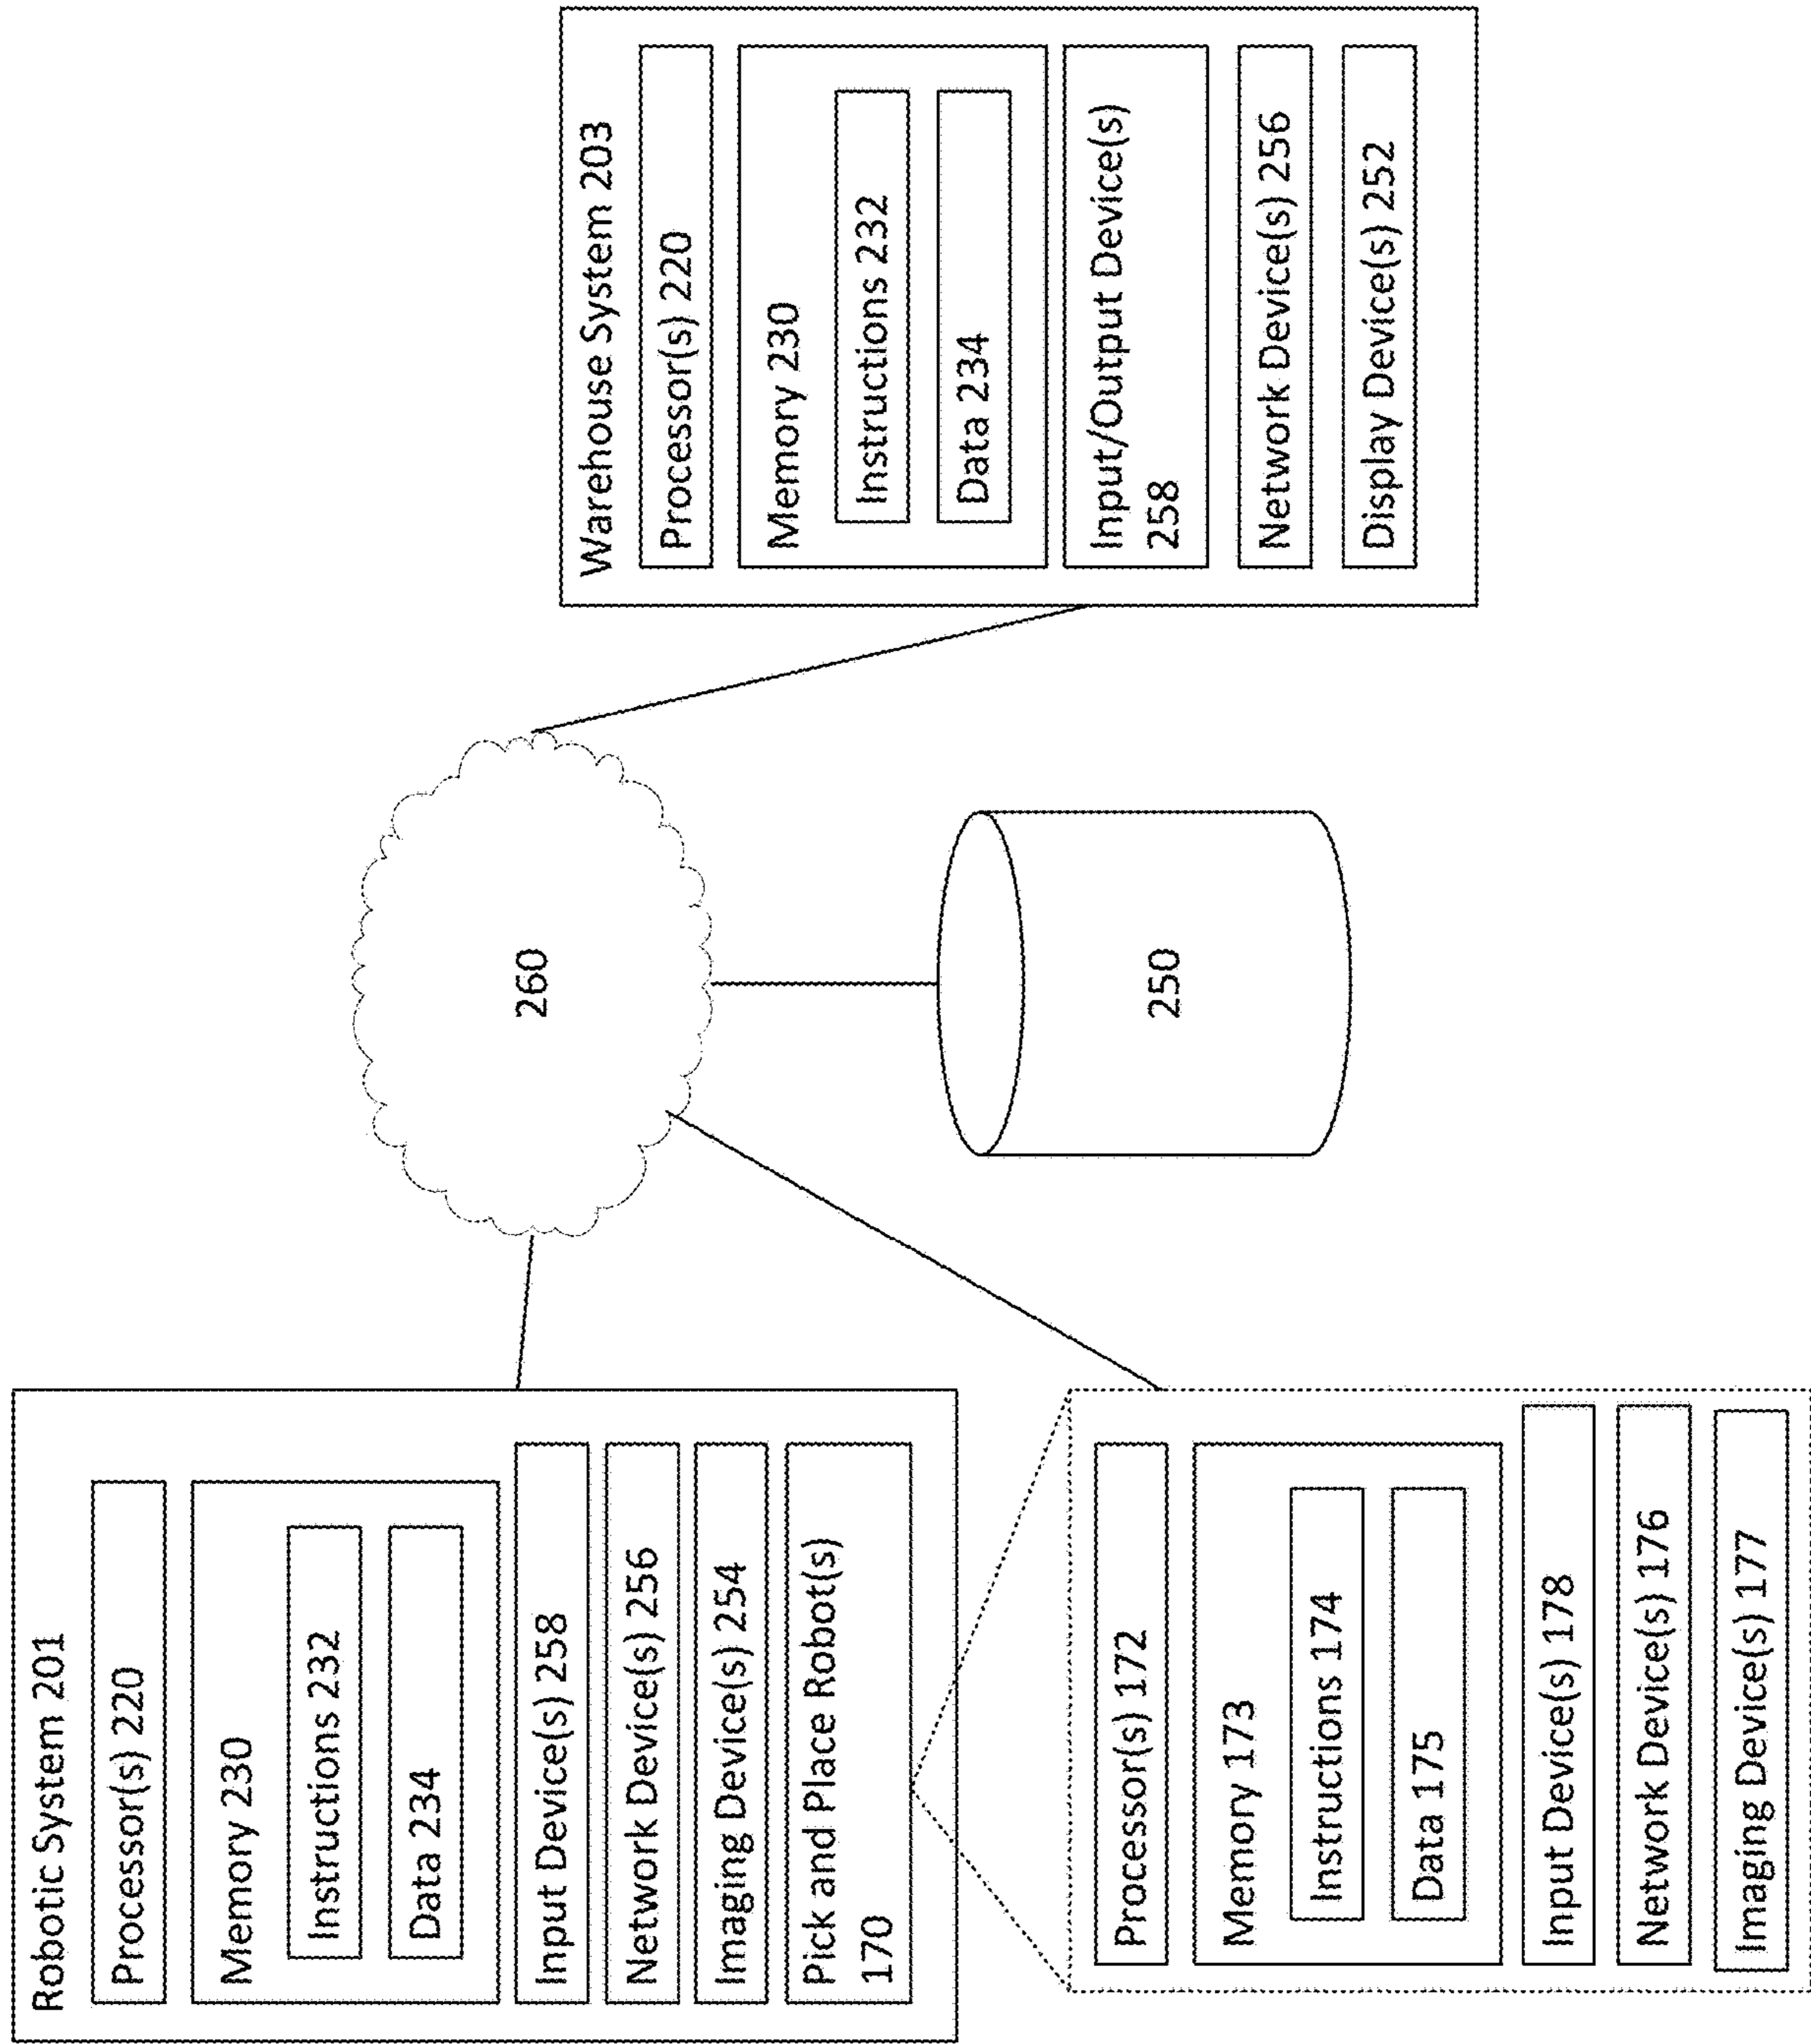 Robotic System 201
Processor(s) 220
Memory 230
Instructions 232
Data 234
Input Device(s) 258
Network Device(s) 256
Imaging Device(s) 254
Pick and Place Robot(s)
170
Processor(s) 172
Memory 173
Instructions 174
Data 175
Input Device(s) 178
Network Device(s) 176
Imaging Device(s) 177
260
250
Warehouse System 203
Processor(s) 220
Memory 230
Instructions 232
Data 234
Input/Output Device(s)
258
Network Device(s) 256
Display Device(s) 252